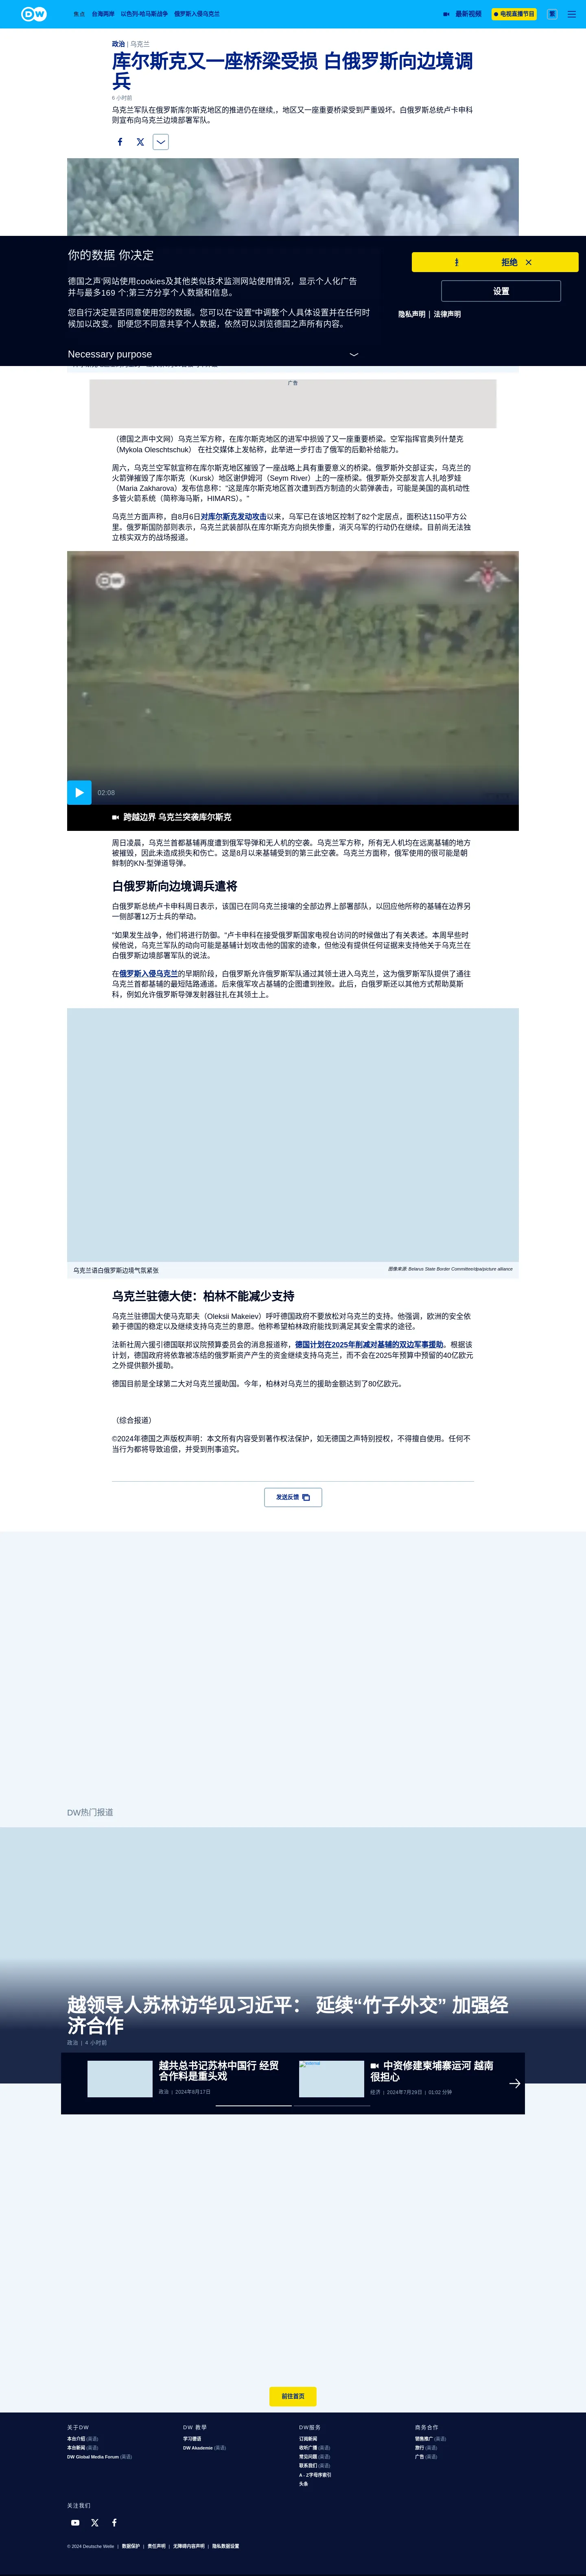 DW
焦点 台海两岸 以色列-哈马斯战争 俄罗斯入侵乌克兰
最新视频
电视直播节目
繁
政治 | 乌克兰
库尔斯克又一座桥梁受损 白俄罗斯向边境调
兵
6 小时前
乌克兰军队在俄罗斯库尔斯克地区的推进仍在继续,，地区又一座重要桥梁受到严重毁坏。白俄罗斯总统卢卡申科
则宣布向乌克兰边境部署军队。
你的数据 你决定
德国之声'网站使用cookies及其他类似技术监测网站使用情况，显示个人化广告
并与最多169 个;第三方分享个人数据和信息。
您自行决定是否同意使用您的数据。您可以在“设置”中调整个人具体设置并在任何时
候加以改变。即便您不同意共享个人数据，依然可以浏览德国之声所有内容。
Necessary purpose
拒绝
设置
隐私声明 | 法律声明
广告
（德国之声中文网）乌克兰军方称，在库尔斯克地区的进军中损毁了又一座重要桥梁。空军指挥官奥列什楚克
（Mykola Oleschtschuk） 在社交媒体上发帖称，此举进一步打击了俄军的后勤补给能力。
周六，乌克兰空军就宣称在库尔斯克地区摧毁了一座战略上具有重要意义的桥梁。俄罗斯外交部证实，乌克兰的
火箭弹摧毁了库尔斯克（Kursk）地区谢伊姆河（Seym River）上的一座桥梁。俄罗斯外交部发言人扎哈罗娃
（Maria Zakharova）发布信息称："这是库尔斯克地区首次遭到西方制造的火箭弹袭击，可能是美国的高机动性
多管火箭系统（简称海马斯，HIMARS）。"
乌克兰方面称，自8月6日对库尔斯克发动攻击以来，乌军已在该地区控制了82个定居点，面积达1150平方公
里。俄罗斯国防部则表示，乌克兰武装部队在库尔斯克方向损失惨重，消灭乌军的行动仍在继续。目前尚无法独
立核实双方的战场报道。
DW
02:08
跨越边界 乌克兰突袭库尔斯克
周日凌晨，乌克兰首都基辅再度遭到俄军导弹和无人机的空袭。乌克兰军方称，所有无人机均在远离基辅的地方
被摧毁，因此未造成损失和伤亡。这是8月以来基辅受到的第三此空袭。乌克兰方面称，俄军使用的很可能是朝
鲜制的KN-型弹道导弹。
白俄罗斯向边境调兵遣将
白俄罗斯总统卢卡申科周日表示，该国已在同乌克兰接壤的全部边界上部署部队，以回应他所称的基辅在边界另
一侧部署12万士兵的举动。
"如果发生战争，他们将进行防御。"卢卡申科在接受俄罗斯国家电视台访问的时候做出了有关表述。本周早些时
候他说，乌克兰军队的动向可能是基辅计划攻击他的国家的迹象，但他没有提供任何证据来支持他关于乌克兰在
白俄罗斯边境部署军队的说法。
在俄罗斯入侵乌克兰的早期阶段，白俄罗斯允许俄罗斯军队通过其领土进入乌克兰，这为俄罗斯军队提供了通往
乌克兰首都基辅的最短陆路通道。后来俄军攻占基辅的企图遭到挫败。此后，白俄罗斯还以其他方式帮助莫斯
科，例如允许俄罗斯导弹发射器驻扎在其领土上。
乌克兰语白俄罗斯边境气氛紧张
图像来源: Belarus State Border Committee/dpa/picture alliance
乌克兰驻德大使：柏林不能减少支持
乌克兰驻德国大使马克耶夫（Oleksii Makeiev）呼吁德国政府不要放松对乌克兰的支持。他强调，欧洲的安全依
赖于德国的稳定以及继续支持乌克兰的意愿。他称希望柏林政府能找到满足其安全需求的途径。
法新社周六援引德国联邦议院预算委员会的消息报道称，德国计划在2025年削减对基辅的双边军事援助。根据该
计划，德国政府将依靠被冻结的俄罗斯资产产生的资金继续支持乌克兰，而不会在2025年预算中预留的40亿欧元
之外提供额外援助。
德国目前是全球第二大对乌克兰援助国。今年，柏林对乌克兰的援助金额达到了80亿欧元。
（综合报道）
©2024年德国之声版权声明：本文所有内容受到著作权法保护，如无德国之声特别授权，不得擅自使用。任何不
当行为都将导致追偿，并受到刑事追究。
发送反馈
DW热门报道
越领导人苏林访华见习近平： 延续“竹子外交” 加强经
济合作
政治 | 4 小时前
越共总书记苏林中国行 经贸
合作料是重头戏
政治 | 2024年8月17日
中资修建柬埔寨运河 越南
很担心
经济 | 2024年7月29日 | 01:02 分钟
前往首页
关于DW
本台介绍 (英语)
本台新闻 (英语)
DW Global Media Forum (英语)
DW 教學
学习德语
DW Akademie (英语)
DW服务
订阅新闻
收听广播 (英语)
常见问题 (英语)
联系我们 (英语)
A - Z字母序索引
头条
商务合作
销售推广 (英语)
旅行 (英语)
广告 (英语)
关注我们
© 2024 Deutsche Welle | 数据保护 | 责任声明 | 无障碍内容声明 | 隐私数据设置